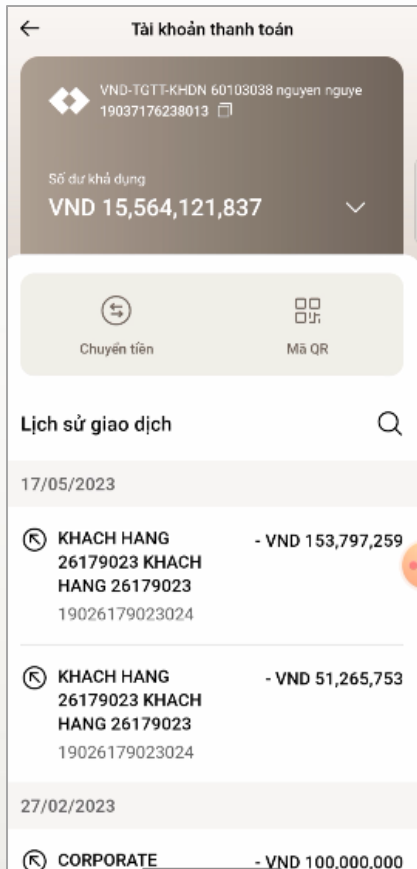 Tài khoản thanh toán
VND-TGTT-KHDN 60103038 nguyen nguye
19037176238013
Số dư khả dụng
VND 15,564,121,837
Chuyển tiền
Mã QR
Lịch sử giao dịch
17/05/2023
KHACH HANG - VND 153,797,259
26179023 KHACH
HANG 26179023
19026179023024
KHACH HANG - VND 51,265,753
26179023 KHACH
HANG 26179023
19026179023024
27/02/2023
CORPORATE - VND 100,000,000